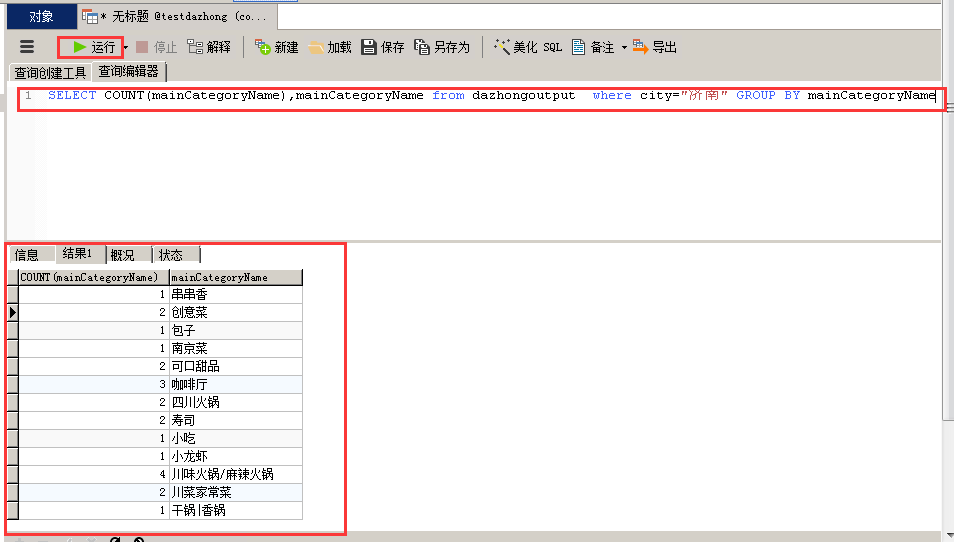 对象 * 无标题 @testdazhong (co...
运行 停止 解释 新建 加载 保存 另存为 美化 SQL 备注 导出
查询创建工具 查询编辑器
1 SELECT COUNT(mainCategoryName),mainCategoryName from dazhongoutput where city="济南" GROUP BY mainCategoryName
信息 结果1 概况 状态
COUNT(mainCategoryName) mainCategoryName
1 串串香
2 创意菜
1 包子
1 南京菜
2 可口甜品
3 咖啡厅
2 四川火锅
2 寿司
1 小吃
1 小龙虾
4 川味火锅/麻辣火锅
2 川菜家常菜
1 干锅|香锅